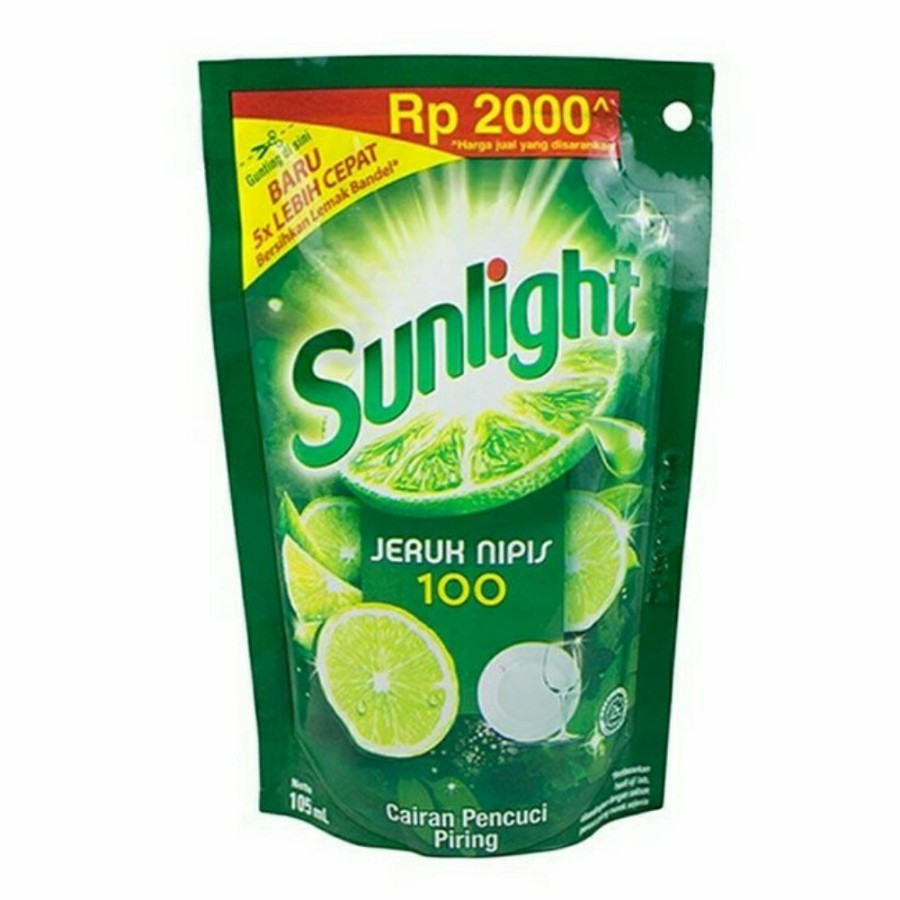 Rp 2000^
^Harga jual yang disarankan
Gunting di sini
BARU
5x LEBIH CEPAT
Bersihkan Lemak Bandel*
Sunlight
JERUK NIPIS
100
Netto
105 mL
Cairan Pencuci
Piring